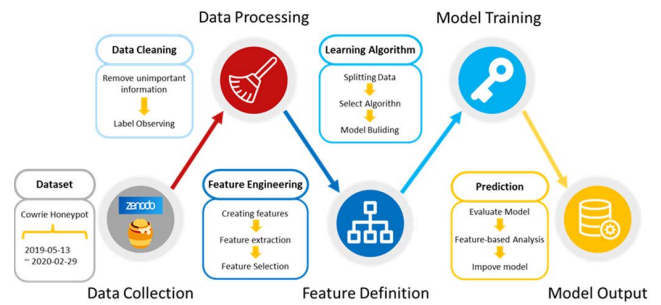 Data Processing
Model Training
Data Cleaning
Remove unimportant
information
Label Observing
Learning Algorithm
Splitting Data
Select Algorithn
Model Buliding
Dataset
Cowrie Honeypot
2019-05-13
~ 2020-02-29
zenodo
Feature Engineering
Creating features
Feature extraction
Feature Selection
Prediction
Evaluate Model
Feature-based Analysis
Impove model
Data Collection
Feature Definition
Model Output